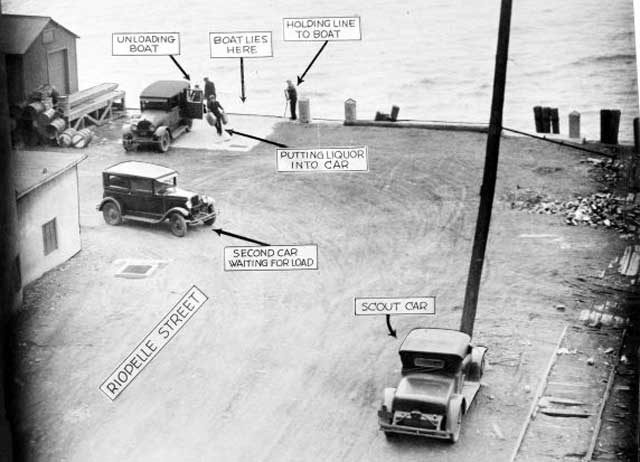 UNLOADING
BOAT
BOAT LIES
HERE
HOLDING LINE
TO BOAT
PUTTING LIQUOR
INTO CAR
SECOND CAR
WAITING FOR LOAD
SCOUT CAR
RIOPELLE STREET